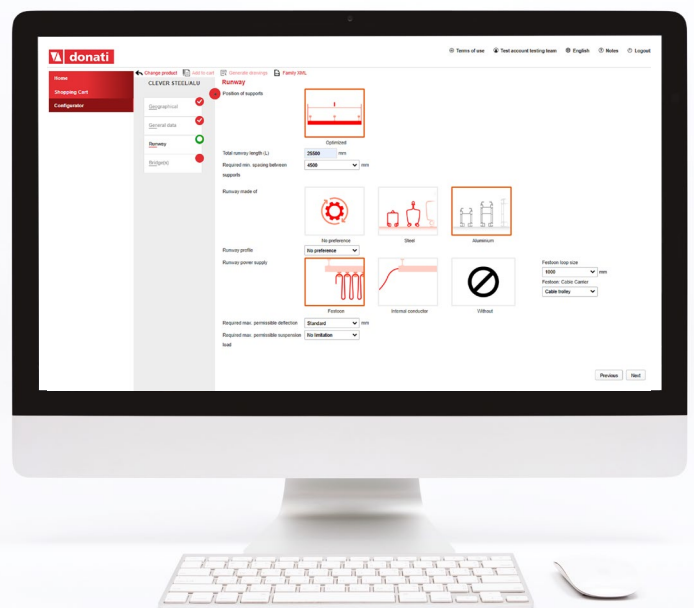 donati
Terms of use Test account testing team English Notes Logout
Home
Shopping Cart
Configurator
Change product Add to cart Generate drawings Family XML
CLEVER STEEL/ALU
Geographical
General data
Runway
Bridge(s)
Runway
Position of supports
Optimized
Total runway length (L) 25500 mm
Required min. spacing between 4500 mm
supports
Runway made of
No preference Steel Aluminium
Runway profile No preference
Runway power supply
Festoon Internal conductor Without
Festoon loop size
1000 mm
Festoon: Cable Carrier
Cable trolley
Required max. permissible deflection Standard mm
Required max. permissible suspension No limitation
load
Previous Next